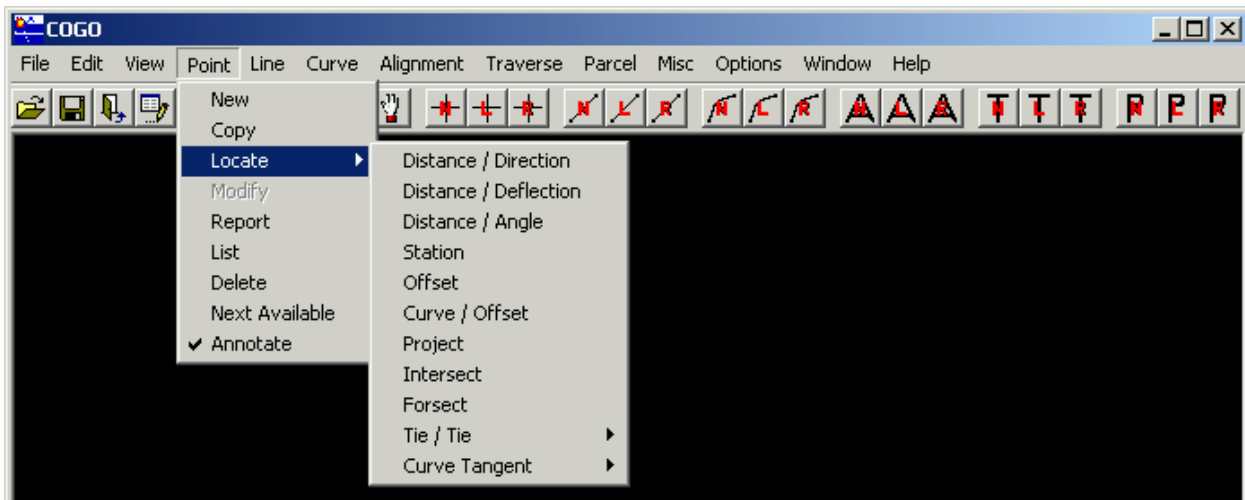 COGO
File Edit View Point Line Curve Alignment Traverse Parcel Misc Options Window Help
N L R N L R N L R N L R N L R N L R
New
Copy
Locate
Modify
Report
List
Delete
Next Available
Annotate
Distance / Direction
Distance / Deflection
Distance / Angle
Station
Offset
Curve / Offset
Project
Intersect
Forsect
Tie / Tie
Curve Tangent